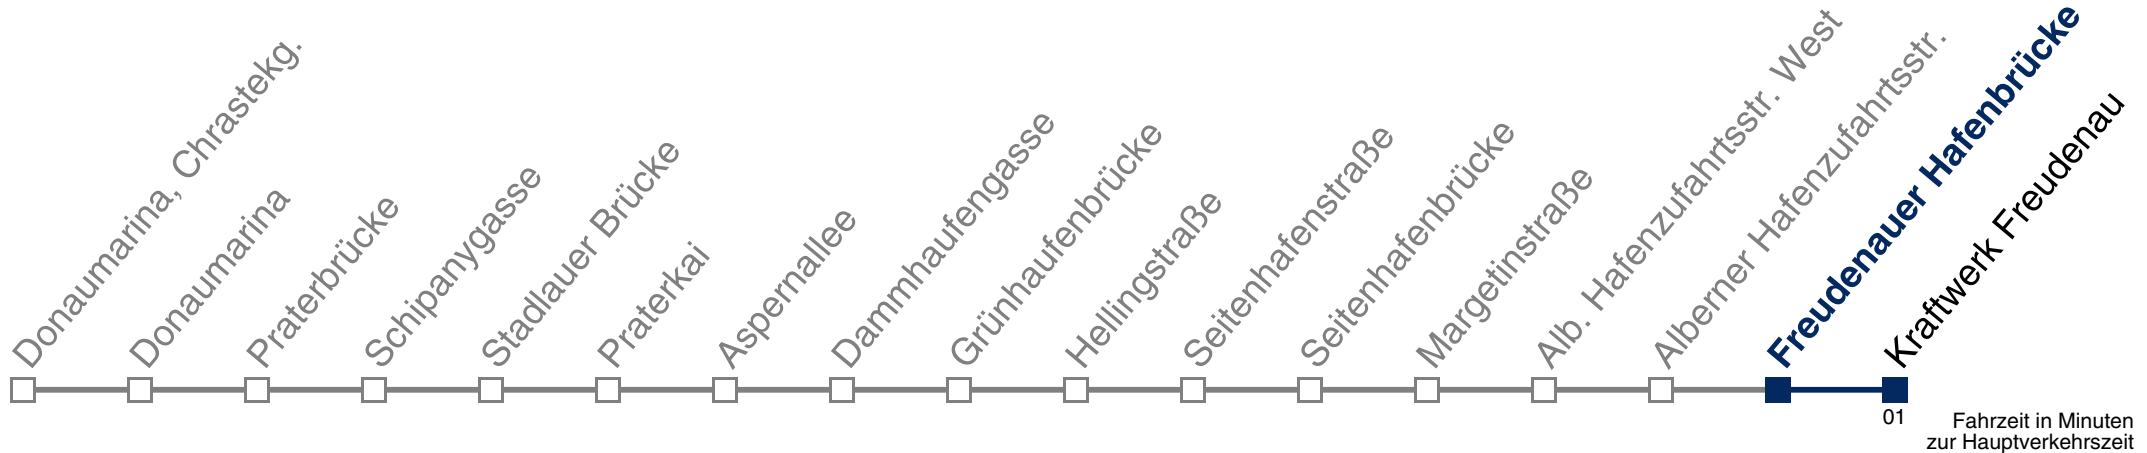 Donaumarina, Chrastekg.
Donaumarina
Praterbrücke
Schipanygasse
Stadlauer Brücke
Praterkai
Aspernallee
Dammhaufengasse
Grünhaufenbrücke
Hellingstraße
Seitenhafenstraße
Seitenhafenbrücke
Margetinstraße
Alb. Hafenzufahrtsstr. West
Alberner Hafenzufahrtsstr.
Freudenauer Hafenbrücke
Kraftwerk Freudenau
01
Fahrzeit in Minuten
zur Hauptverkehrszeit